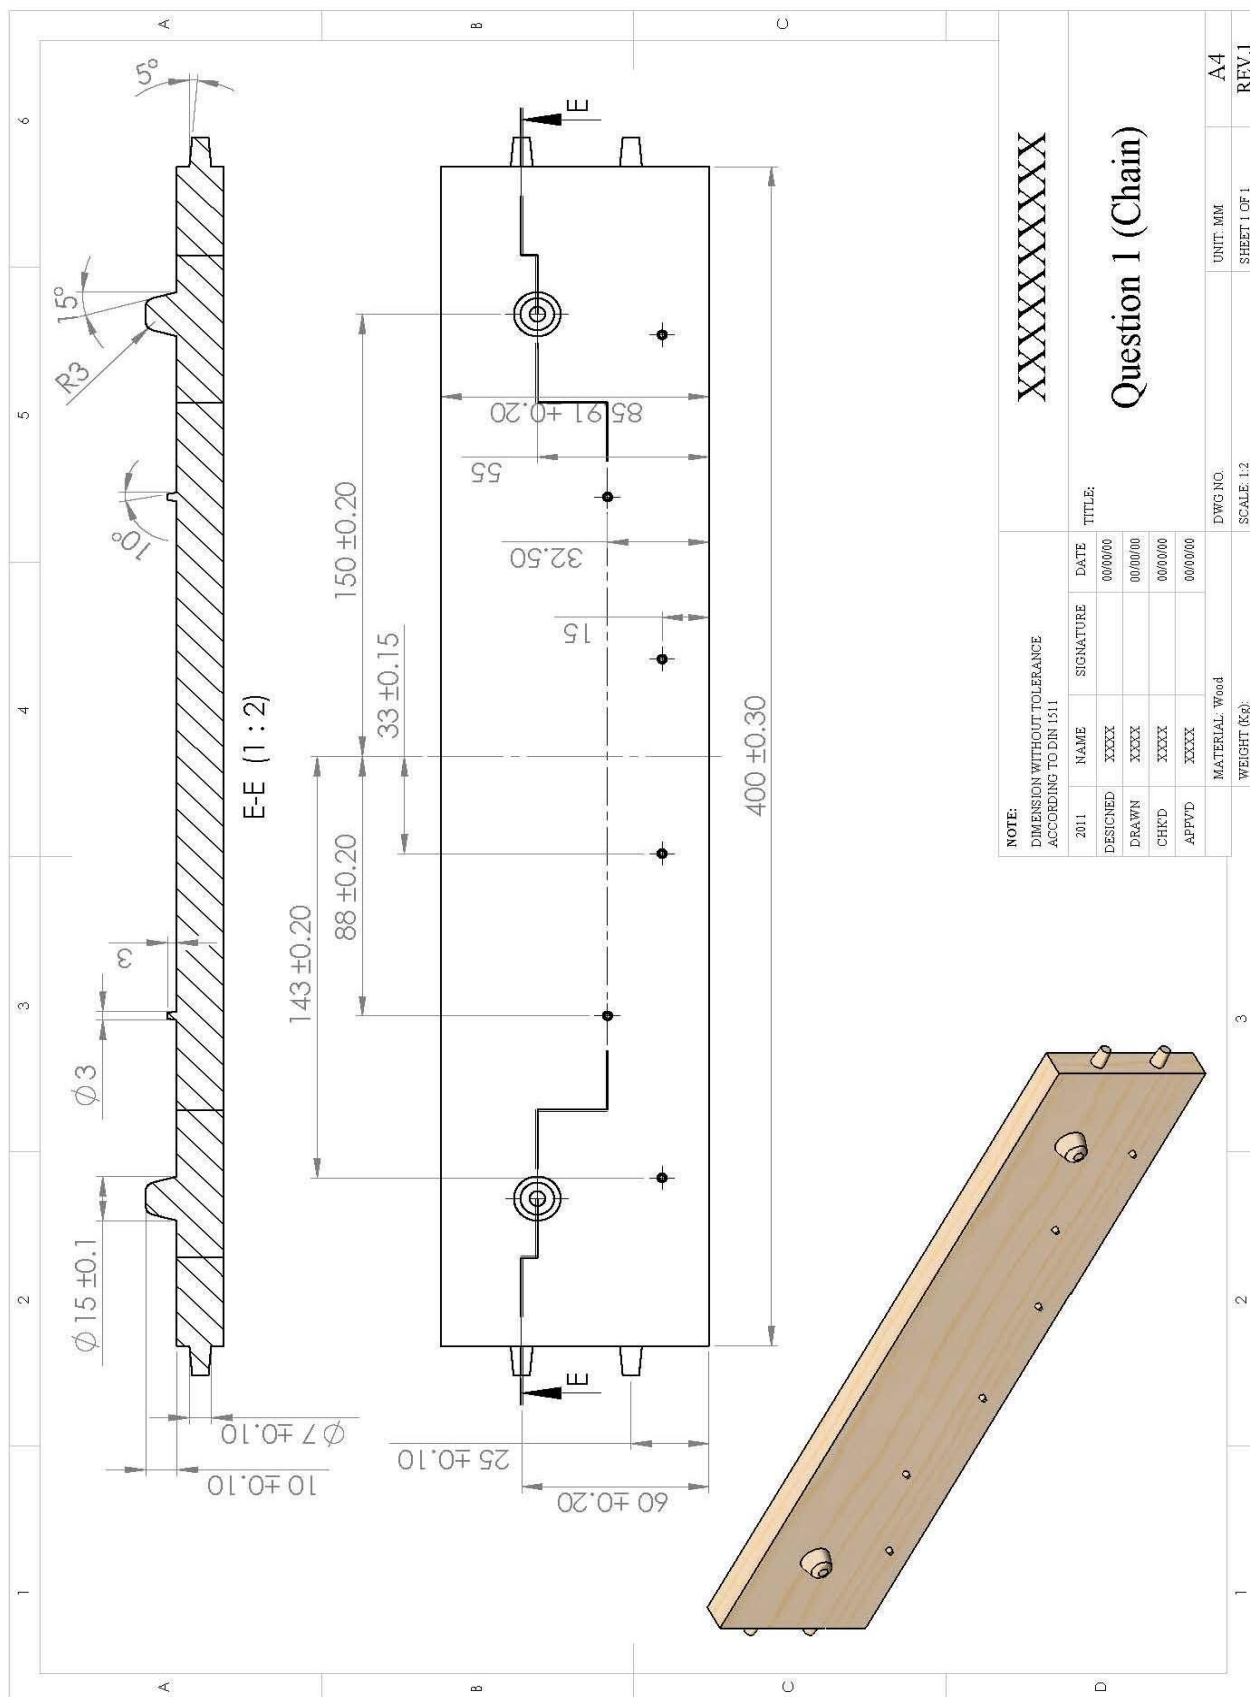 1
2
3
4
5
6
A
A
B
B
C
C
D
1
2
3
5°
15°
R3
10°
3
Ø3
Ø15 ±0.1
Ø7 ±0.10
10 ±0.10
E-E (1 : 2)
143 ±0.20
88 ±0.20
33 ±0.15
150 ±0.20
E
E
85.91 ±0.20
55
32.50
15
25 ±0.10
60 ±0.20
400 ±0.30
NOTE:
DIMENSION WITHOUT TOLERANCE
ACCORDING TO DIN 1511
XXXXXXXXXX
2011 NAME SIGNATURE DATE
DESIGNED XXXX 00/00/00
DRAWN XXXX 00/00/00
CHK'D XXXX 00/00/00
APPV'D XXXX 00/00/00
TITLE:
Question 1 (Chain)
MATERIAL: Wood
DWG NO.
UNIT: MM
A4
WEIGHT (Kg):
SCALE: 1:2
SHEET 1 OF 1
REV.1